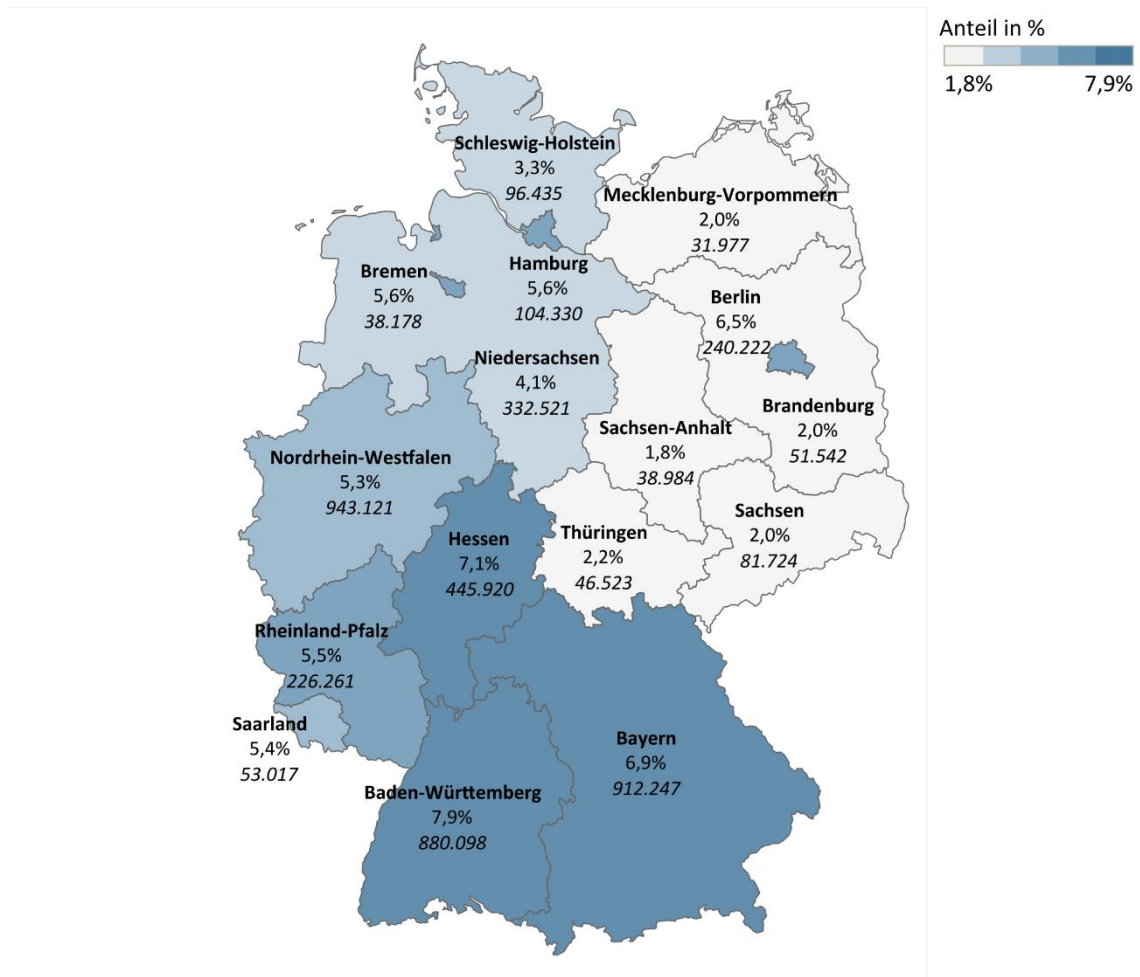 Anteil in %
1,8% 7,9%
Schleswig-Holstein
3,3%
96.435
Mecklenburg-Vorpommern
2,0%
31.977
Hamburg
5,6%
104.330
Bremen
5,6%
38.178
Berlin
6,5%
240.222
Niedersachsen
4,1%
332.521
Brandenburg
2,0%
51.542
Sachsen-Anhalt
1,8%
38.984
Nordrhein-Westfalen
5,3%
943.121
Sachsen
2,0%
81.724
Thüringen
2,2%
46.523
Hessen
7,1%
445.920
Rheinland-Pfalz
5,5%
226.261
Saarland
5,4%
53.017
Bayern
6,9%
912.247
Baden-Württemberg
7,9%
880.098